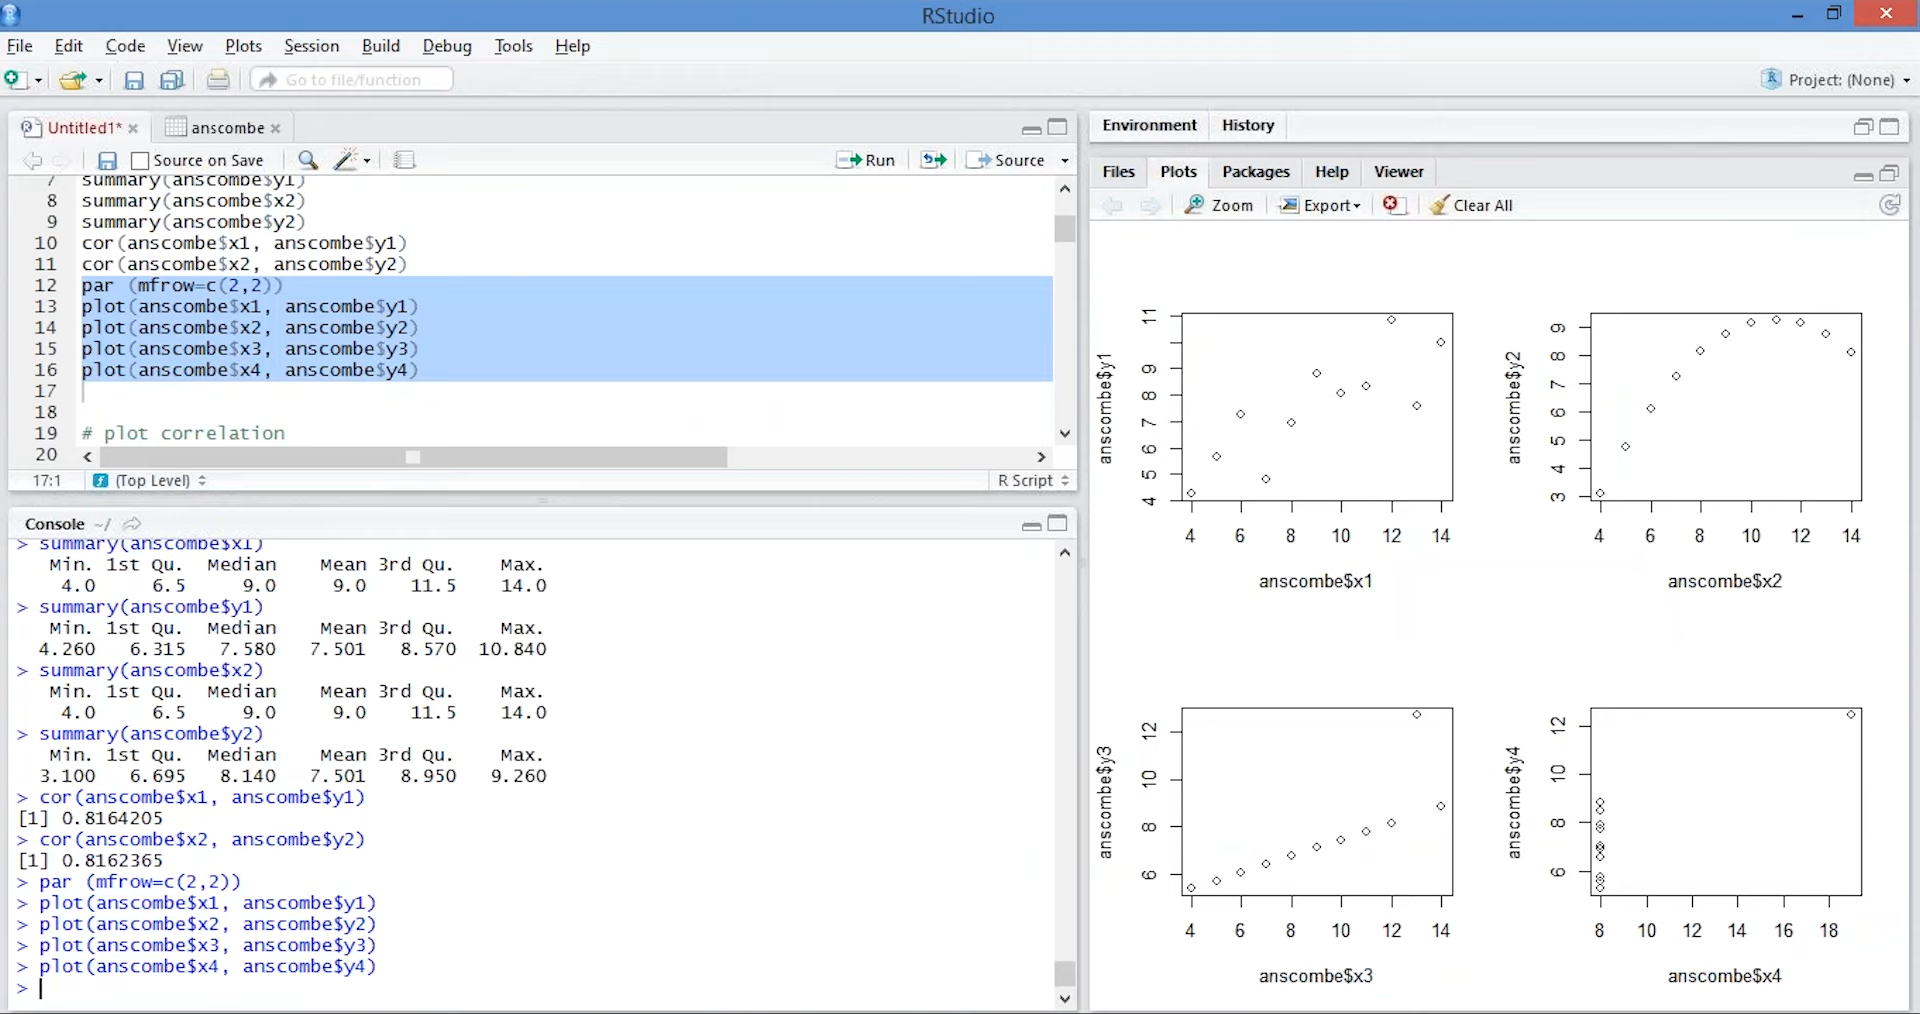 RStudio
File Edit Code View Plots Session Build Debug Tools Help
Go to file/function
Project: (None)
Untitled1* anscombe
Source on Save Run Source
7 summary(anscombe$y1)
8 summary(anscombe$x2)
9 summary(anscombe$y2)
10 cor(anscombe$x1, anscombe$y1)
11 cor(anscombe$x2, anscombe$y2)
12 par (mfrow=c(2,2))
13 plot(anscombe$x1, anscombe$y1)
14 plot(anscombe$x2, anscombe$y2)
15 plot(anscombe$x3, anscombe$y3)
16 plot(anscombe$x4, anscombe$y4)
17
18
19 # plot correlation
20
17:1 (Top Level) R Script
Console ~/
> summary(anscombe$x1)
Min. 1st Qu. Median Mean 3rd Qu. Max.
4.0 6.5 9.0 9.0 11.5 14.0
> summary(anscombe$y1)
Min. 1st Qu. Median Mean 3rd Qu. Max.
4.260 6.315 7.580 7.501 8.570 10.840
> summary(anscombe$x2)
Min. 1st Qu. Median Mean 3rd Qu. Max.
4.0 6.5 9.0 9.0 11.5 14.0
> summary(anscombe$y2)
Min. 1st Qu. Median Mean 3rd Qu. Max.
3.100 6.695 8.140 7.501 8.950 9.260
> cor(anscombe$x1, anscombe$y1)
[1] 0.8164205
> cor(anscombe$x2, anscombe$y2)
[1] 0.8162365
> par (mfrow=c(2,2))
> plot(anscombe$x1, anscombe$y1)
> plot(anscombe$x2, anscombe$y2)
> plot(anscombe$x3, anscombe$y3)
> plot(anscombe$x4, anscombe$y4)
>
Environment History
Files Plots Packages Help Viewer
Zoom Export Clear All
anscombe$y1
4 5 6 7 8 9 11
4 6 8 10 12 14
anscombe$x1
anscombe$y2
3 4 5 6 7 8 9
4 6 8 10 12 14
anscombe$x2
anscombe$y3
6 8 10 12
4 6 8 10 12 14
anscombe$x3
anscombe$y4
6 8 10 12
8 10 12 14 16 18
anscombe$x4